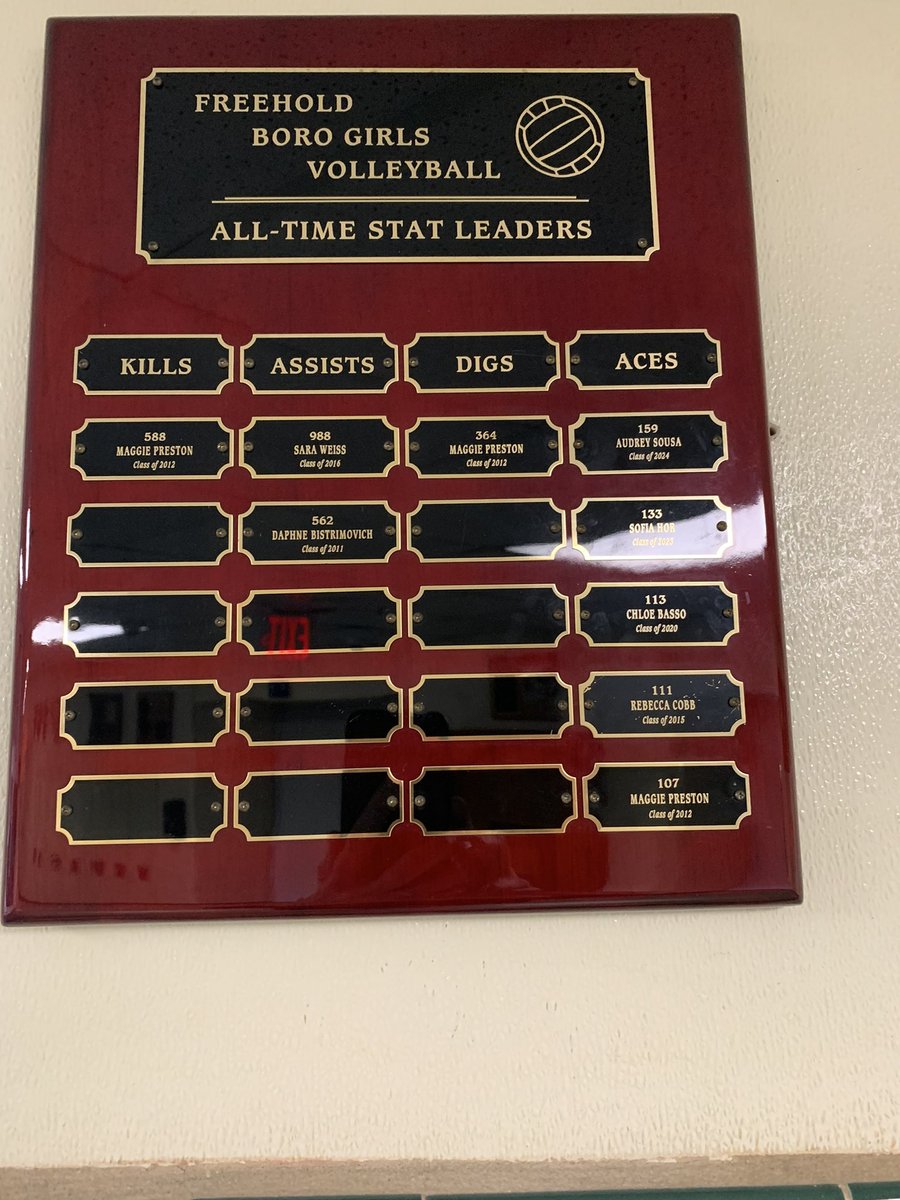 FREEHOLD
BORO GIRLS
VOLLEYBALL
ALL-TIME STAT LEADERS
KILLS
ASSISTS
DIGS
ACES
588
MAGGIE PRESTON
Class of 2012
988
SARA WEISS
Class of 2016
364
MAGGIE PRESTON
Class of 2012
159
AUDREY SOUSA
Class of 2024
562
DAPHNE BISTRIMOVICH
Class of 2011
133
SOFIA HOR
Class of 2025
113
CHLOE BASSO
Class of 2020
111
REBECCA COBB
Class of 2015
107
MAGGIE PRESTON
Class of 2012